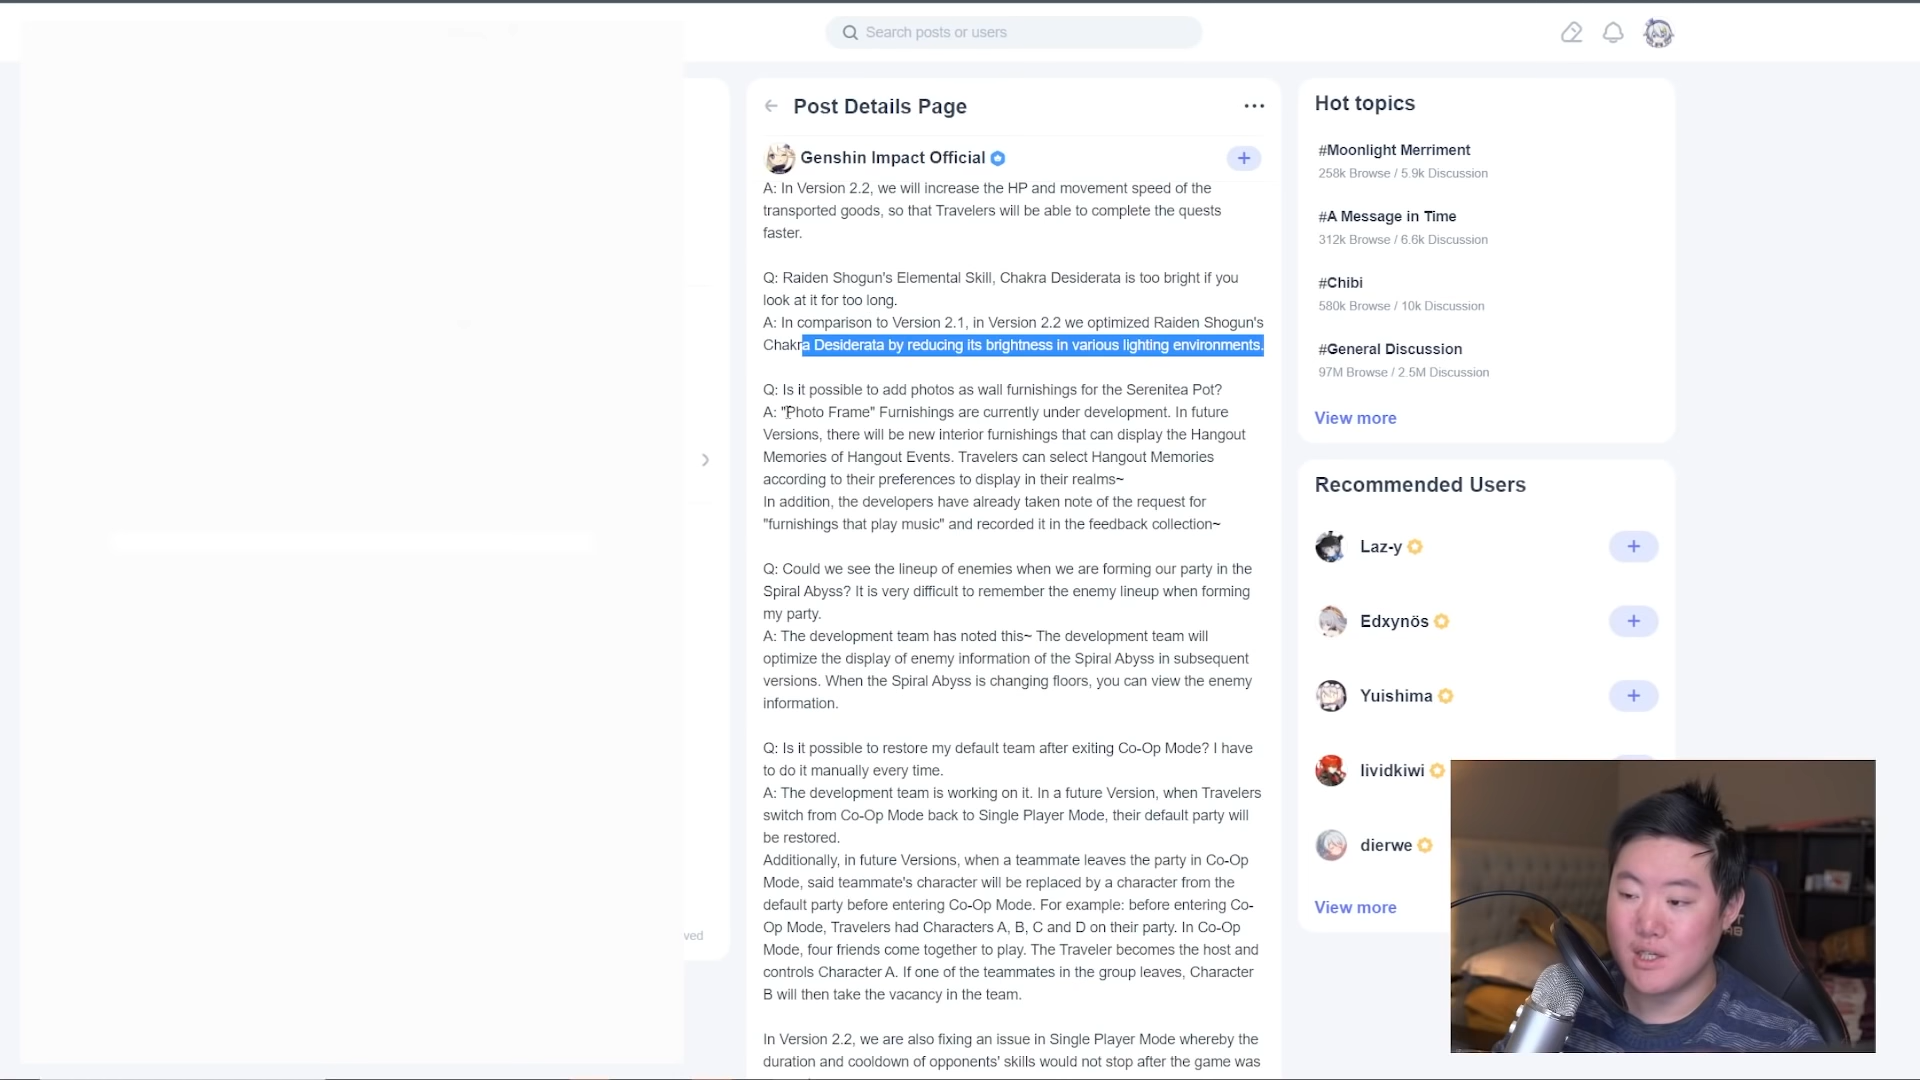 Search posts or users
Post Details Page
Genshin Impact Official
A: In Version 2.2, we will increase the HP and movement speed of the
transported goods, so that Travelers will be able to complete the quests
faster.
Q: Raiden Shogun's Elemental Skill, Chakra Desiderata is too bright if you
look at it for too long.
A: In comparison to Version 2.1, in Version 2.2 we optimized Raiden Shogun's
Chakra Desiderata by reducing its brightness in various lighting environments.
Q: Is it possible to add photos as wall furnishings for the Serenitea Pot?
A: "Photo Frame" Furnishings are currently under development. In future
Versions, there will be new interior furnishings that can display the Hangout
Memories of Hangout Events. Travelers can select Hangout Memories
according to their preferences to display in their realms~
In addition, the developers have already taken note of the request for
"furnishings that play music" and recorded it in the feedback collection~
Q: Could we see the lineup of enemies when we are forming our party in the
Spiral Abyss? It is very difficult to remember the enemy lineup when forming
my party.
A: The development team has noted this~ The development team will
optimize the display of enemy information of the Spiral Abyss in subsequent
versions. When the Spiral Abyss is changing floors, you can view the enemy
information.
Q: Is it possible to restore my default team after exiting Co-Op Mode? I have
to do it manually every time.
A: The development team is working on it. In a future Version, when Travelers
switch from Co-Op Mode back to Single Player Mode, their default party will
be restored.
Additionally, in future Versions, when a teammate leaves the party in Co-Op
Mode, said teammate's character will be replaced by a character from the
default party before entering Co-Op Mode. For example: before entering Co-
Op Mode, Travelers had Characters A, B, C and D on their party. In Co-Op
Mode, four friends come together to play. The Traveler becomes the host and
controls Character A. If one of the teammates in the group leaves, Character
B will then take the vacancy in the team.
In Version 2.2, we are also fixing an issue in Single Player Mode whereby the
duration and cooldown of opponents' skills would not stop after the game was
ved
Hot topics
#Moonlight Merriment
258k Browse / 5.9k Discussion
#A Message in Time
312k Browse / 6.6k Discussion
#Chibi
580k Browse / 10k Discussion
#General Discussion
97M Browse / 2.5M Discussion
View more
Recommended Users
Laz-y
Edxynös
Yuishima
lividkiwi
dierwe
View more